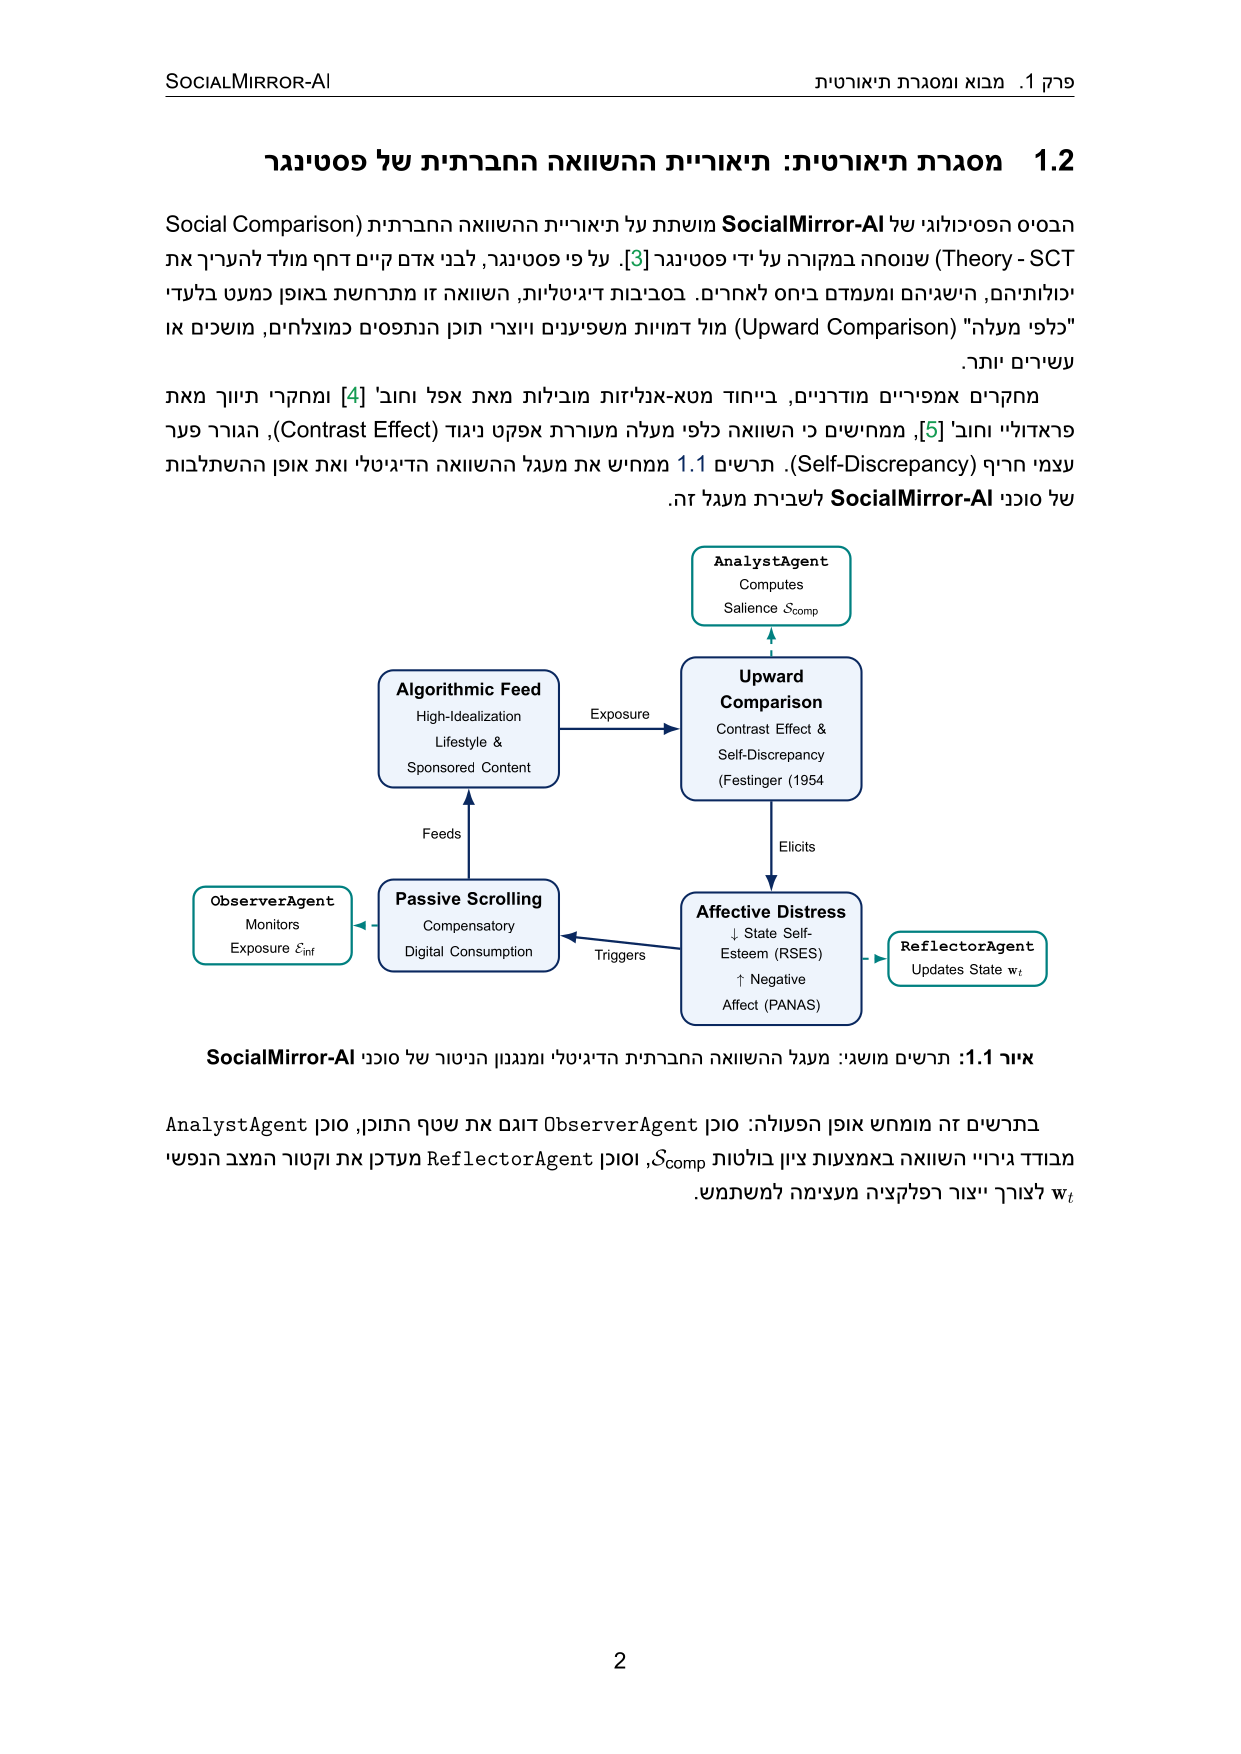 פרק 1. מבוא ומסגרת תיאורטית SOCIALMIRROR-AI
1.2 מסגרת תיאורטית: תיאוריית ההשוואה החברתית של פסטינגר
הבסיס הפסיכולוגי של SocialMirror-AI מושתת על תיאוריית ההשוואה החברתית (Social Comparison
Theory - SCT) שנוסחה במקורה על ידי פסטינגר [3]. על פי פסטינגר, לבני אדם קיים דחף מולד להעריך את
יכולותיהם, הישגיהם ומעמדם ביחס לאחרים. בסביבות דיגיטליות, השוואה זו מתרחשת באופן כמעט בלעדי
"כלפי מעלה" (Upward Comparison) מול דמויות משפיענים ויוצרי תוכן הנתפסים כמוצלחים, מושכים או
עשירים יותר.
מחקרים אמפיריים מודרניים, בייחוד מטא-אנליזות מובילות מאת אפל וחוב' [4] ומחקרי תיווך מאת
פראדוליי וחוב' [5], ממחישים כי השוואה כלפי מעלה מעוררת אפקט ניגוד (Contrast Effect), הגורר פער
עצמי חריף (Self-Discrepancy). תרשים 1.1 ממחיש את מעגל ההשוואה הדיגיטלי ואת אופן ההשתלבות
של סוכני SocialMirror-AI לשבירת מעגל זה.
AnalystAgent
Computes
Salience 𝒮comp
Algorithmic Feed
High-Idealization
Lifestyle &
Sponsored Content
Exposure
Upward
Comparison
Contrast Effect &
Self-Discrepancy
(Festinger (1954
Feeds
Elicits
ObserverAgent
Monitors
Exposure ℰinf
Passive Scrolling
Compensatory
Digital Consumption
Triggers
Affective Distress
↓ State Self-
Esteem (RSES)
↑ Negative
Affect (PANAS)
ReflectorAgent
Updates State wₜ
איור 1.1: תרשים מושגי: מעגל ההשוואה החברתית הדיגיטלי ומנגנון הניטור של סוכני SocialMirror-AI
בתרשים זה מומחש אופן הפעולה: סוכן ObserverAgent דוגם את שטף התוכן, סוכן AnalystAgent
מבודד גירויי השוואה באמצעות ציון בולטות 𝒮comp, וסוכן ReflectorAgent מעדכן את וקטור המצב הנפשי
wₜ לצורך ייצור רפלקציה מעצימה למשתמש.
2